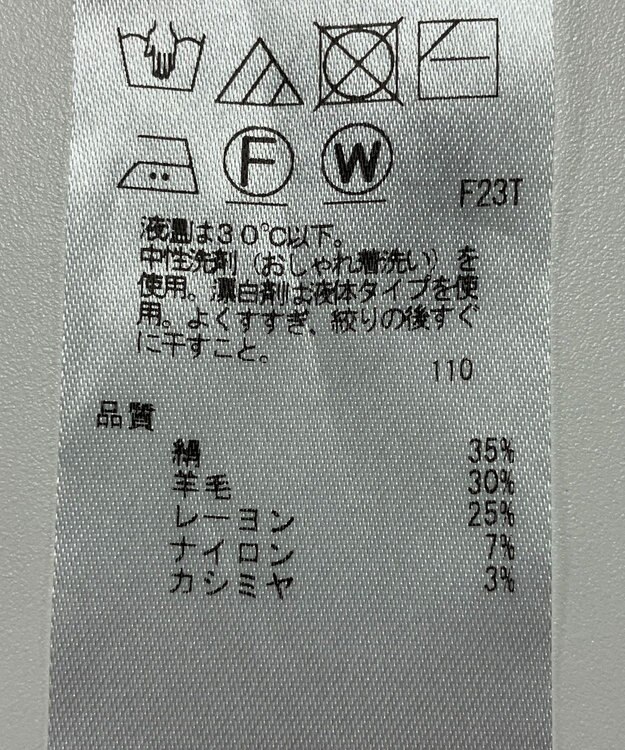 F W
F23T
液温は30℃以下。
中性洗剤(おしゃれ着洗い)を
使用。漂白剤は液体タイプを使
用。よくすすぎ、絞りの後すぐ
に干すこと。
110
品質
絹 35%
羊毛 30%
レーヨン 25%
ナイロン 7%
カシミヤ 3%